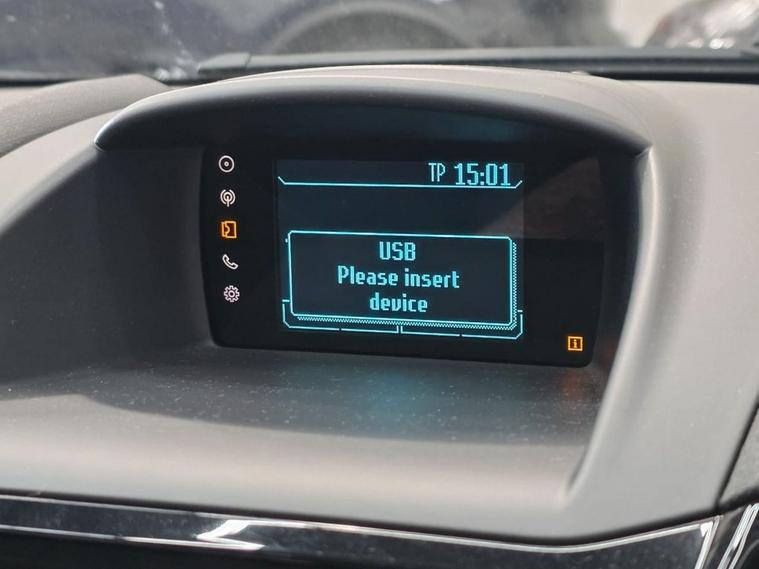 TP 15:01
USB
Please insert
device
i